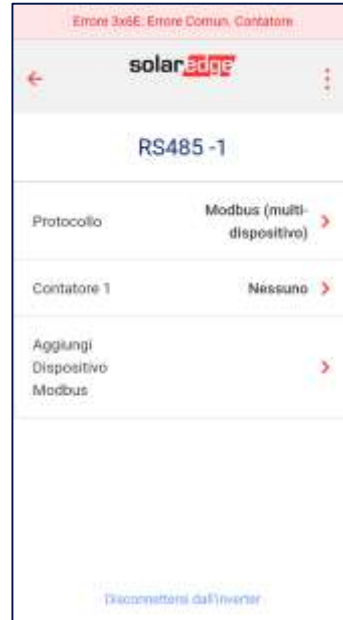 Errore 3x6E: Errore Comun. Contatore
solaredge
RS485 -1
Protocollo
Modbus (multi-
dispositivo)
Contatore 1
Nessuno
Aggiungi
Dispositivo
Modbus
Disconnettersi dall'inverter